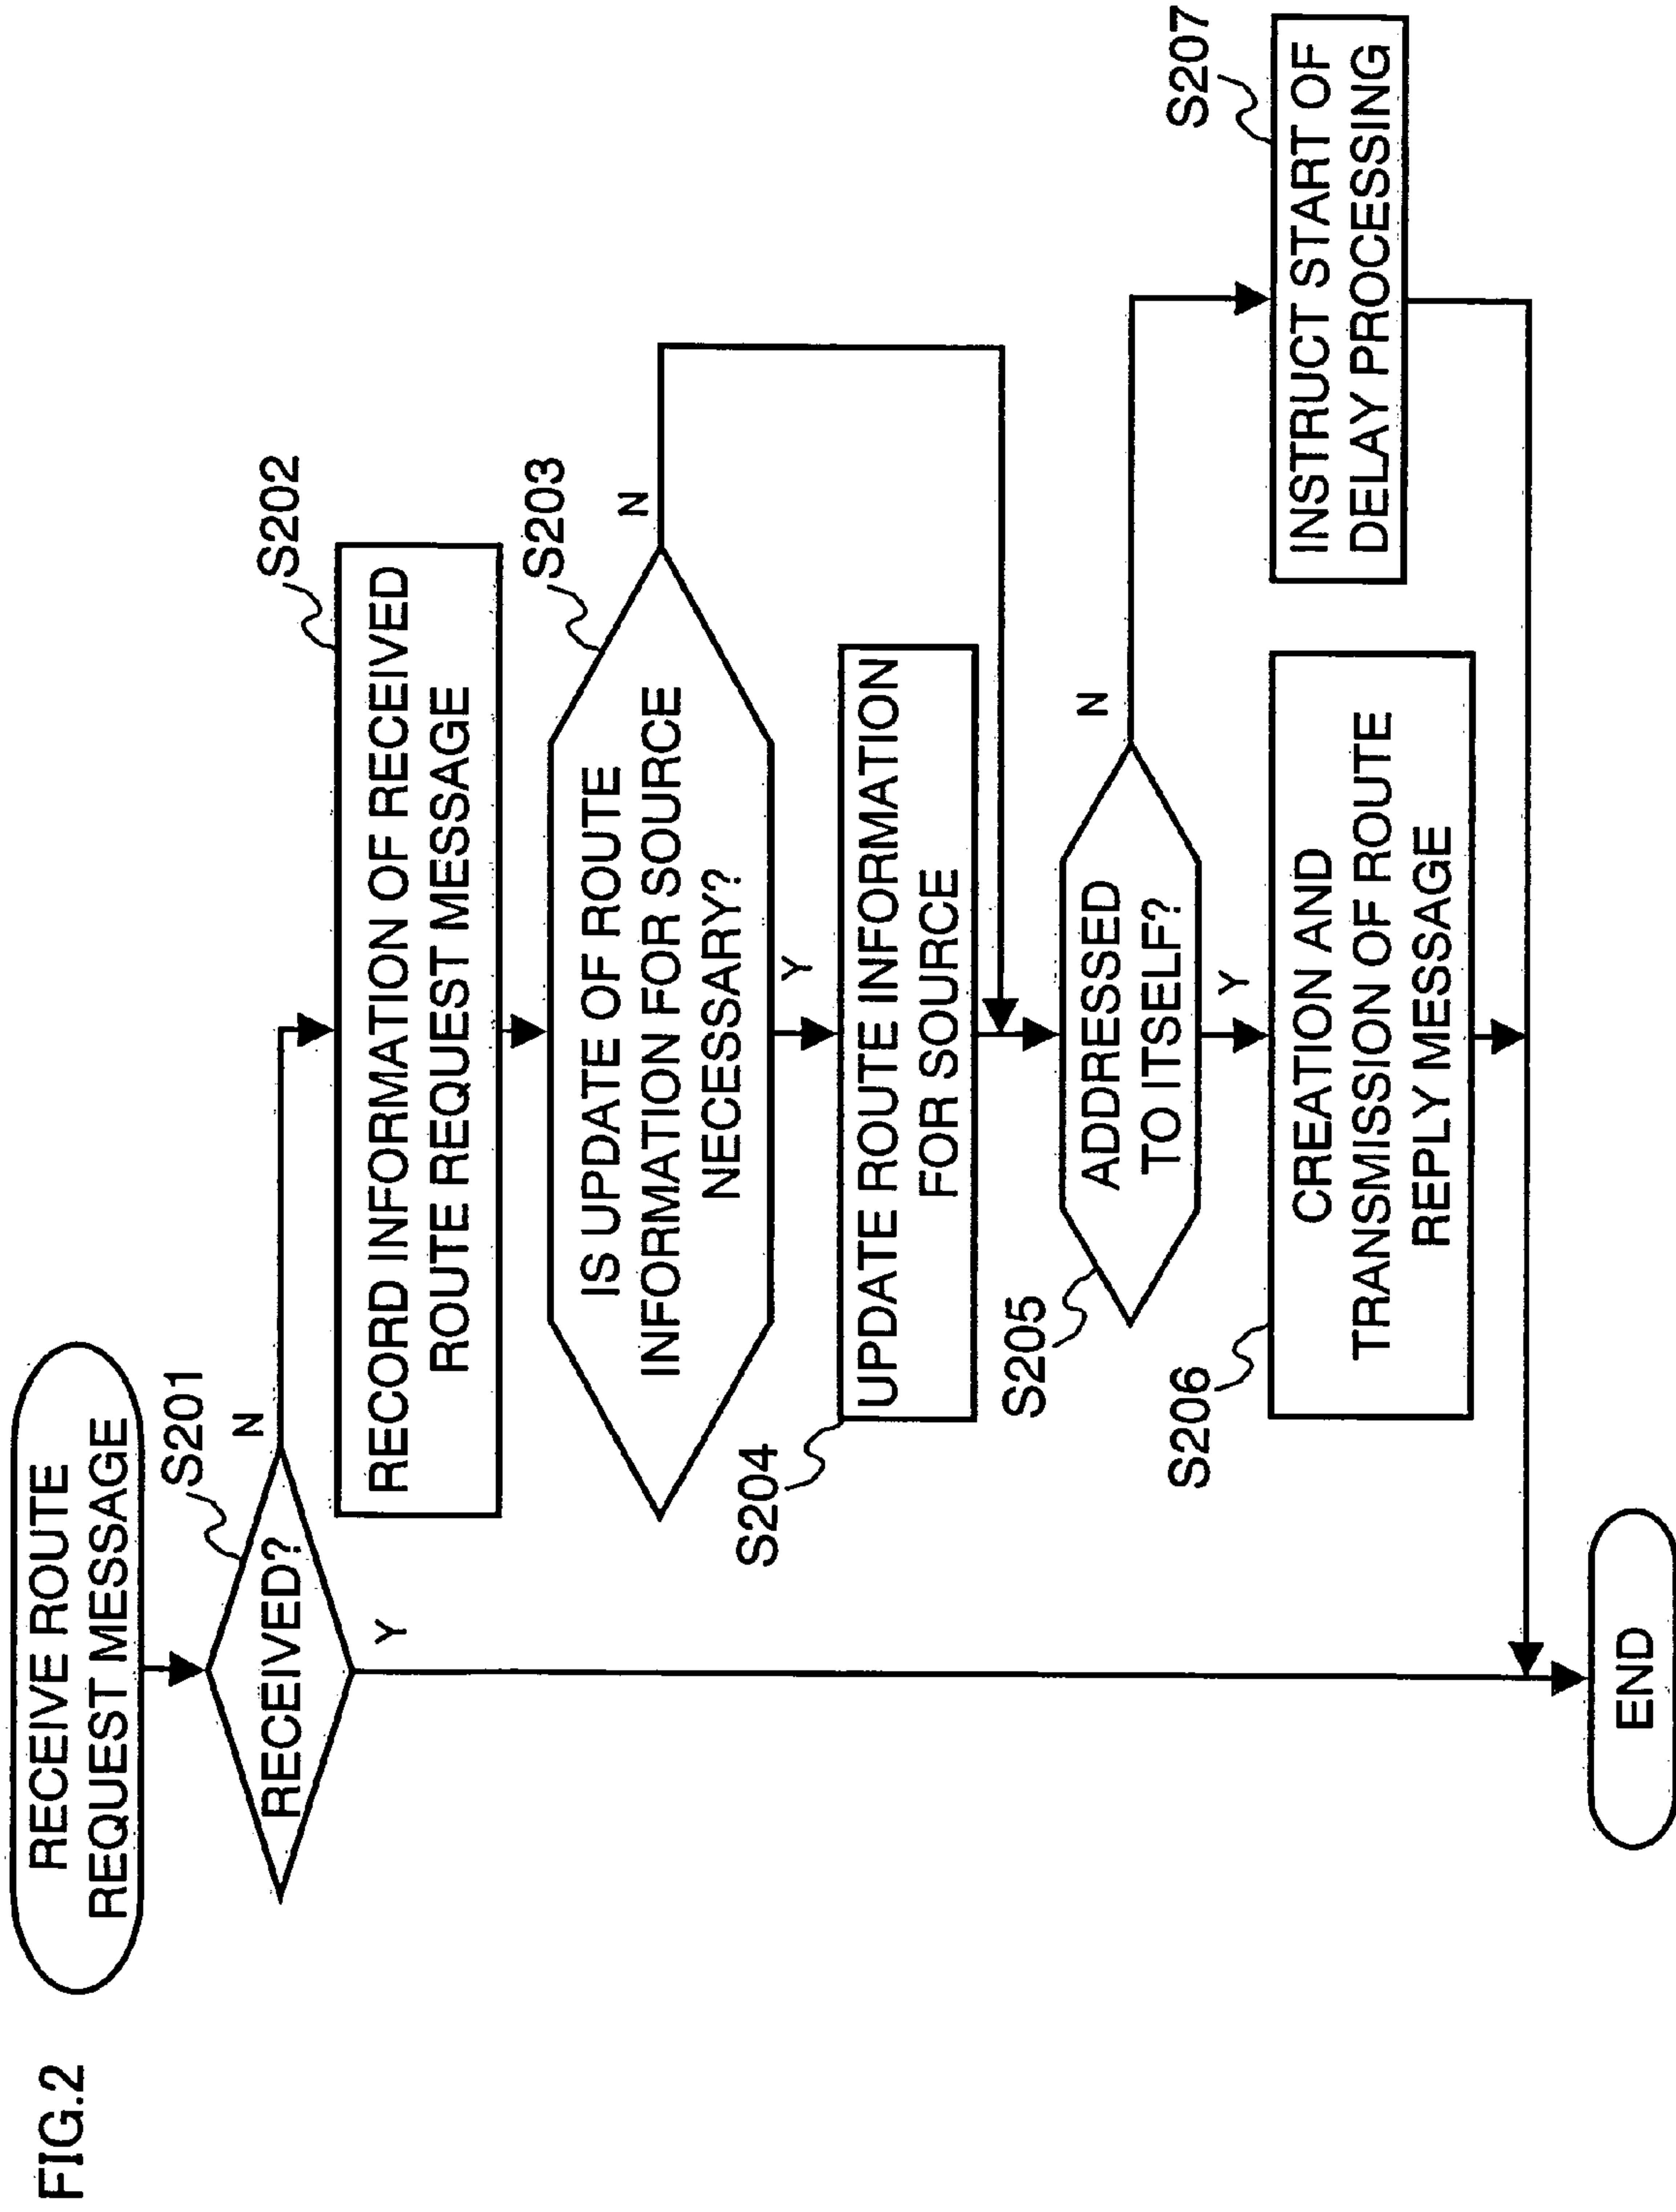 FIG.2
RECEIVE ROUTE
REQUEST MESSAGE
S201
RECEIVED?
N
Y
S202
RECORD INFORMATION OF RECEIVED
ROUTE REQUEST MESSAGE
S203
IS UPDATE OF ROUTE
INFORMATION FOR SOURCE
NECESSARY?
N
Y
S204
UPDATE ROUTE INFORMATION
FOR SOURCE
S205
ADDRESSED
TO ITSELF?
N
Y
S206
CREATION AND
TRANSMISSION OF ROUTE
REPLY MESSAGE
S207
INSTRUCT START OF
DELAY PROCESSING
END